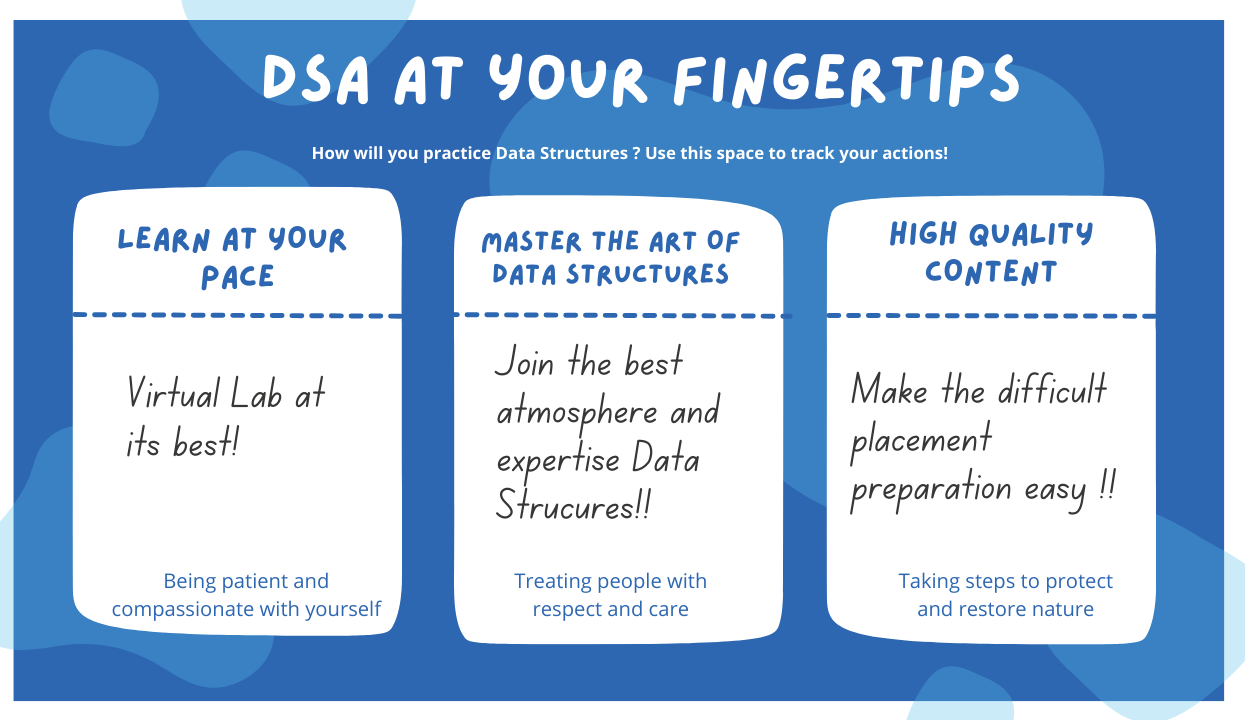 DSA AT YOUR FINGERTIPS
How will you practice Data Structures ? Use this space to track your actions!
LEARN AT YOUR
PACE
Virtual Lab at
its best!
Being patient and
compassionate with yourself
MASTER THE ART OF
DATA STRUCTURES
Join the best
atmosphere and
expertise Data
Strucures!!
Treating people with
respect and care
HIGH QUALITY
CONTENT
Make the difficult
placement
preparation easy !!
Taking steps to protect
and restore nature